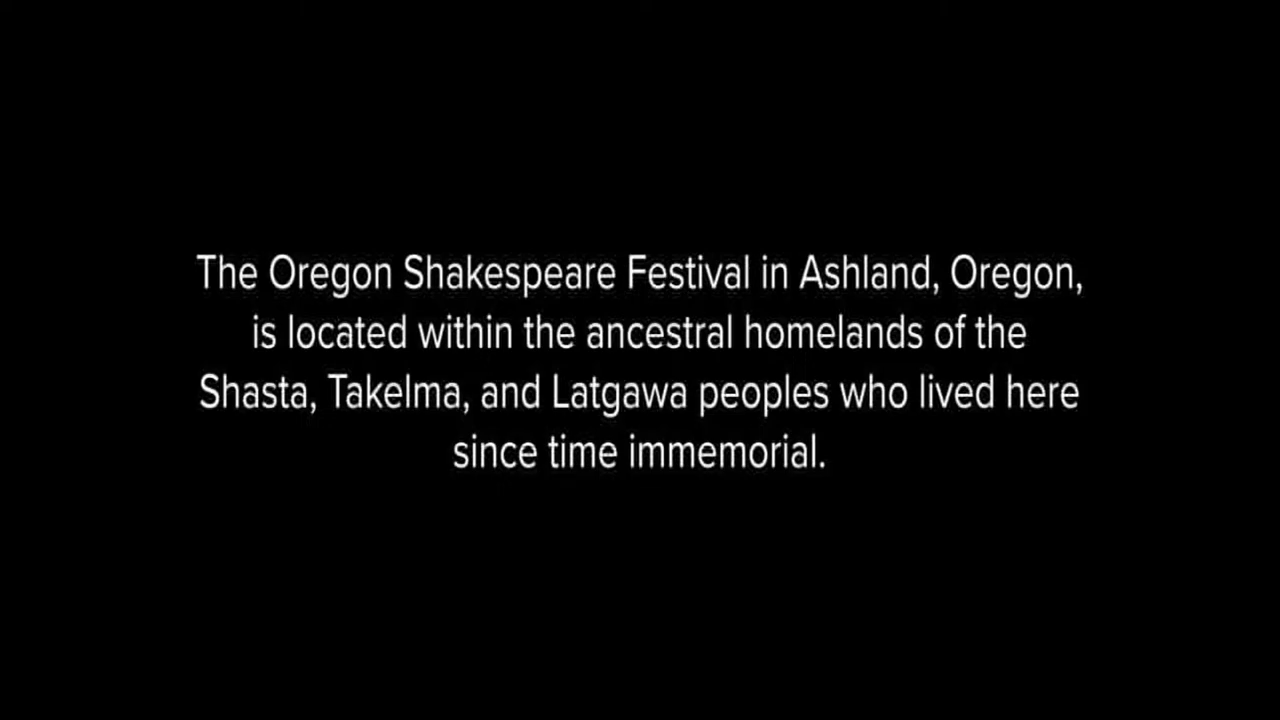 The Oregon Shakespeare Festival in Ashland, Oregon,
is located within the ancestral homelands of the
Shasta, Takelma, and Latgawa peoples who lived here
since time immemorial.